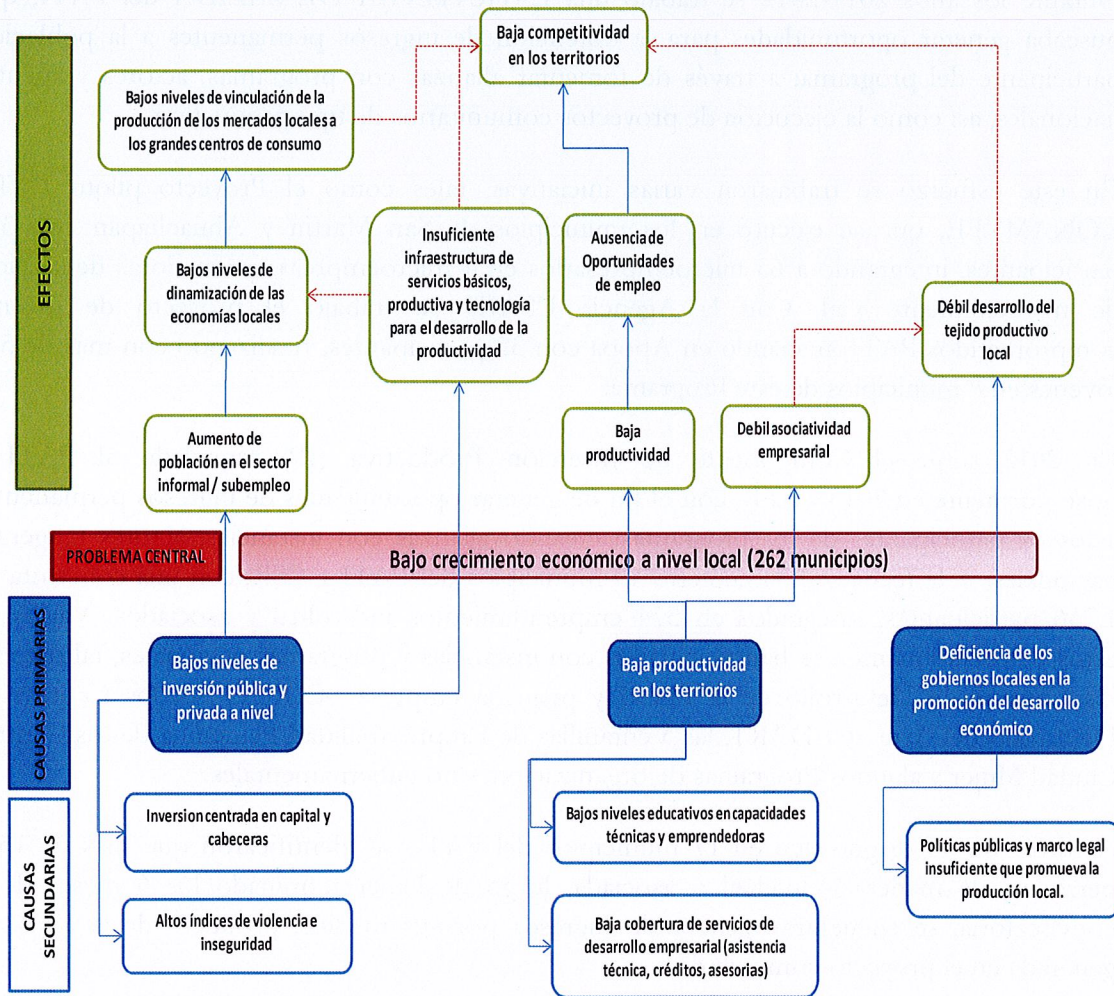 EFECTOS
Baja competitividad
en los territorios
Bajos niveles de vinculación de la
producción de los mercados locales a
los grandes centros de consumo
Bajos niveles de
dinamización de las
economías locales
Insuficiente
infraestructura de
servicios básicos,
productiva y tecnología
para el desarrollo de la
productividad
Ausencia de
Oportunidades
de empleo
Débil desarrollo del
tejido productivo
local
Aumento de
población en el sector
informal / subempleo
Baja
productividad
Debil asociatividad
empresarial
PROBLEMA CENTRAL
Bajo crecimiento económico a nivel local (262 municipios)
CAUSAS PRIMARIAS
Bajos niveles de
inversión pública y
privada a nivel
Baja productividad
en los terriorios
Deficiencia de los
gobiernos locales en la
promoción del desarrollo
económico
CAUSAS
SECUNDARIAS
Inversion centrada en capital y
cabeceras
Altos índices de violencia e
inseguridad
Bajos niveles educativos en capacidades
técnicas y emprendedoras
Baja cobertura de servicios de
desarrollo empresarial (asistencia
técnica, créditos, asesorias)
Políticas públicas y marco legal
insuficiente que promueva la
producción local.